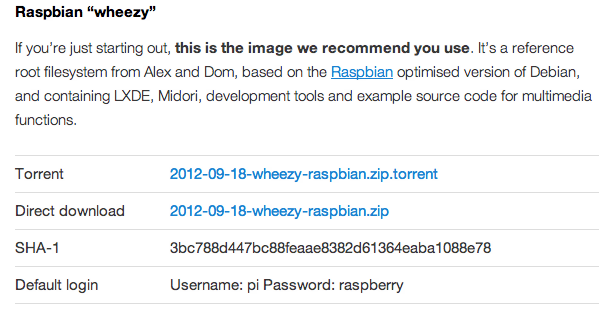 Raspbian “wheezy”
If you’re just starting out, this is the image we recommend you use. It’s a reference
root filesystem from Alex and Dom, based on the Raspbian optimised version of Debian,
and containing LXDE, Midori, development tools and example source code for multimedia
functions.
Torrent 2012-09-18-wheezy-raspbian.zip.torrent
Direct download 2012-09-18-wheezy-raspbian.zip
SHA-1 3bc788d447bc88feaae8382d61364eaba1088e78
Default login Username: pi Password: raspberry